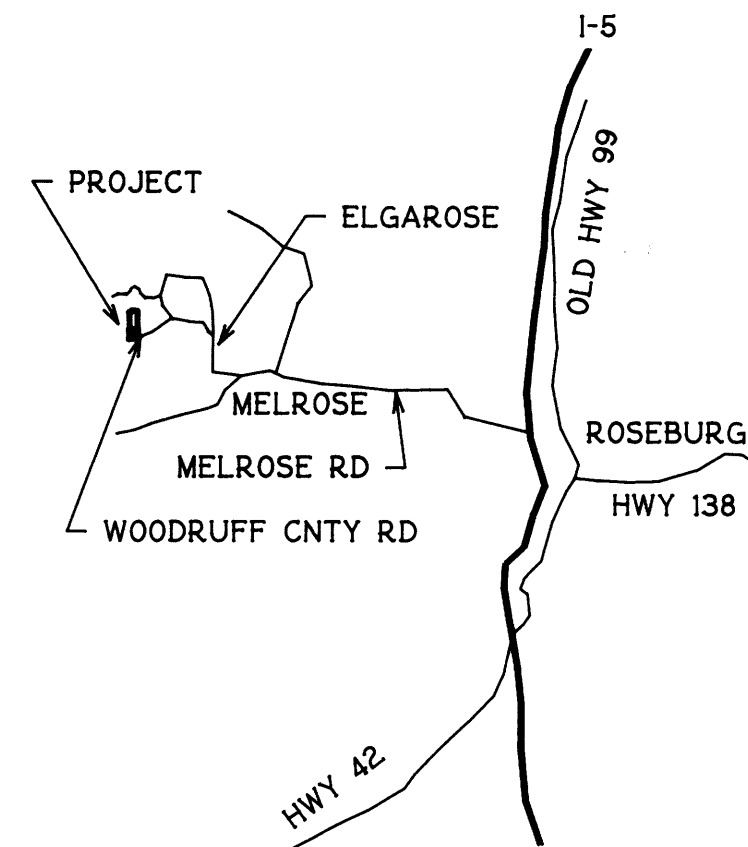 I-5
OLD HWY 99
PROJECT
ELGAROSE
MELROSE
ROSEBURG
MELROSE RD
HWY 138
WOODRUFF CNTY RD
HWY 42